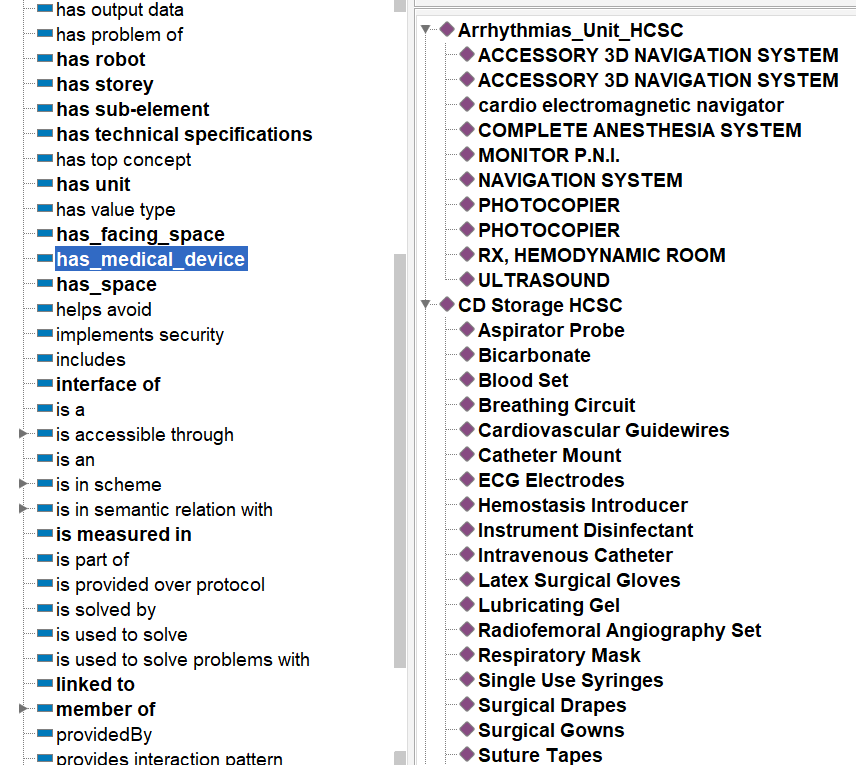 has output data
has problem of
has robot
has storey
has sub-element
has technical specifications
has top concept
has unit
has value type
has_facing_space
has_medical_device
has_space
helps avoid
implements security
includes
interface of
is a
is accessible through
is an
is in scheme
is in semantic relation with
is measured in
is part of
is provided over protocol
is solved by
is used to solve
is used to solve problems with
linked to
member of
providedBy
provides interaction pattern
Arrhythmias_Unit_HCSC
ACCESSORY 3D NAVIGATION SYSTEM
ACCESSORY 3D NAVIGATION SYSTEM
cardio electromagnetic navigator
COMPLETE ANESTHESIA SYSTEM
MONITOR P.N.I.
NAVIGATION SYSTEM
PHOTOCOPIER
PHOTOCOPIER
RX, HEMODYNAMIC ROOM
ULTRASOUND
CD Storage HCSC
Aspirator Probe
Bicarbonate
Blood Set
Breathing Circuit
Cardiovascular Guidewires
Catheter Mount
ECG Electrodes
Hemostasis Introducer
Instrument Disinfectant
Intravenous Catheter
Latex Surgical Gloves
Lubricating Gel
Radiofemoral Angiography Set
Respiratory Mask
Single Use Syringes
Surgical Drapes
Surgical Gowns
Suture Tapes